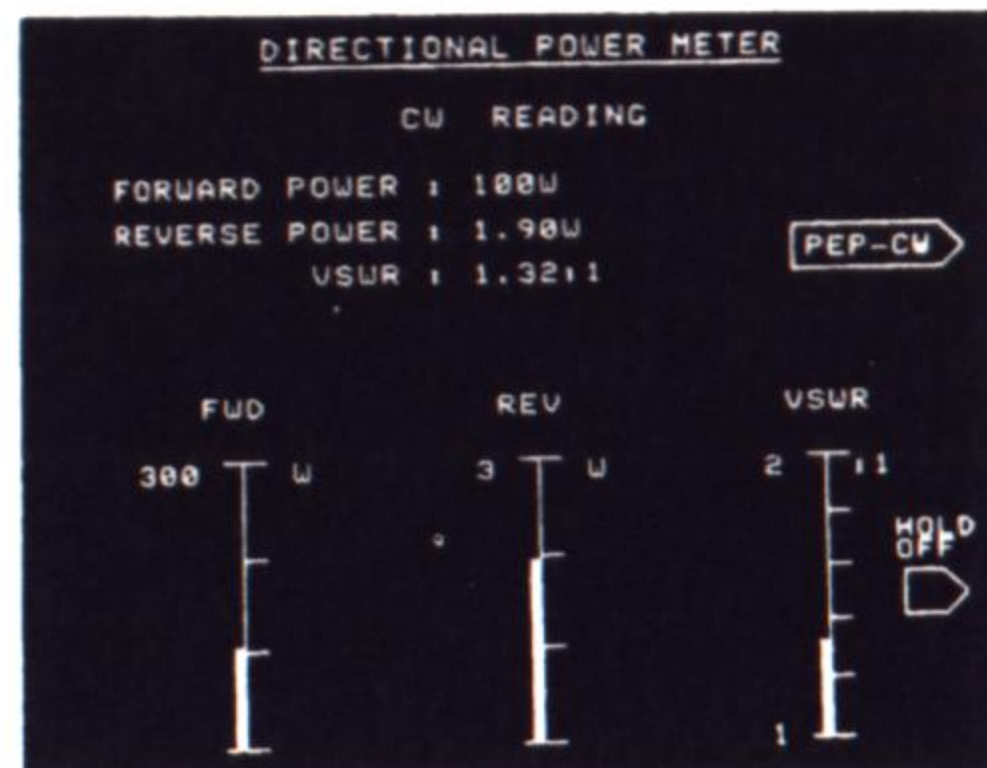 DIRECTIONAL POWER METER
CW READING
FORWARD POWER : 100W
REVERSE POWER : 1.90W
VSWR : 1.32:1
PEP-CW
FWD
REV
VSWR
300 W
3 W
2 :1
HOLD
OFF
1